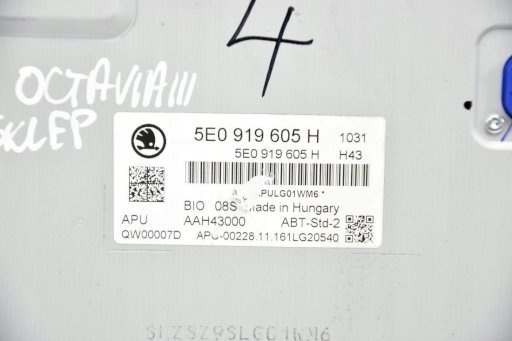 4
OCTAVIA III
SKLEP
5E0 919 605 H 1031
5E0 919 605 H H43
PULG01WM6 *
BIO 08S Made in Hungary
APU AAH43000 ABT-Std-2
QW00007D APU-00228.11.161LG20540